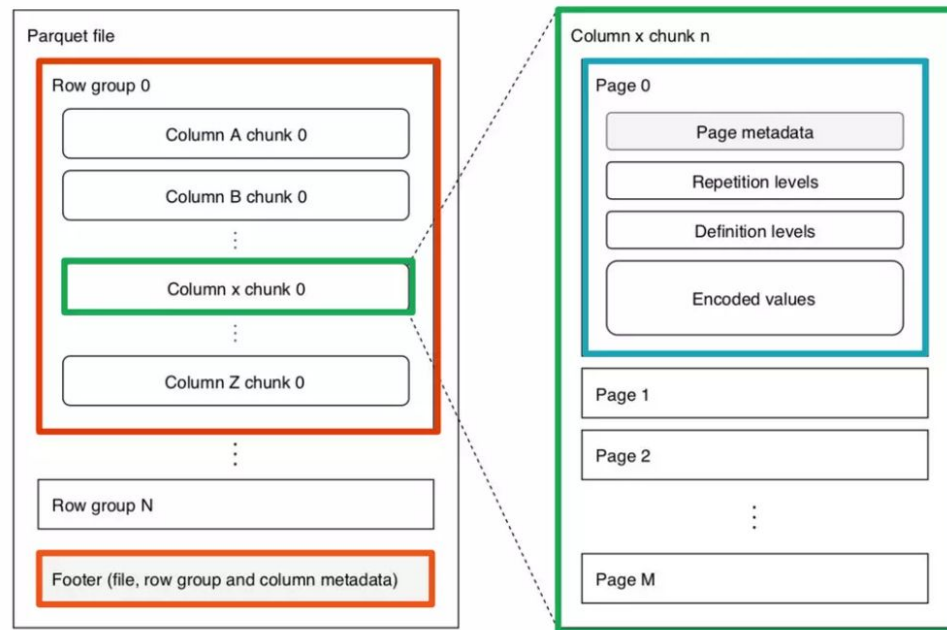 Parquet file
Row group 0
Column A chunk 0
Column B chunk 0
Column x chunk 0
Column Z chunk 0
Row group N
Footer (file, row group and column metadata)
Column x chunk n
Page 0
Page metadata
Repetition levels
Definition levels
Encoded values
Page 1
Page 2
Page M